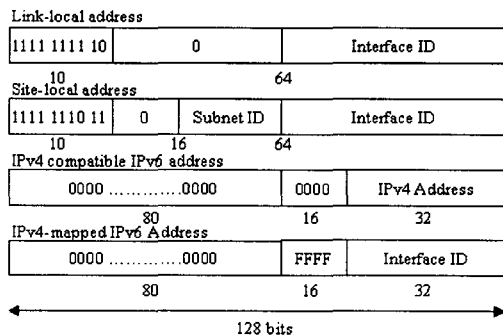 Link-local address
1111 1111 10 0 Interface ID
10 64
Site-local address
1111 1110 11 0 Subnet ID Interface ID
10 16 64
IPv4 compatible IPv6 address
0000 .............0000 0000 IPv4 Address
80 16 32
IPv4-mapped IPv6 Address
0000 .............0000 FFFF Interface ID
80 16 32
128 bits